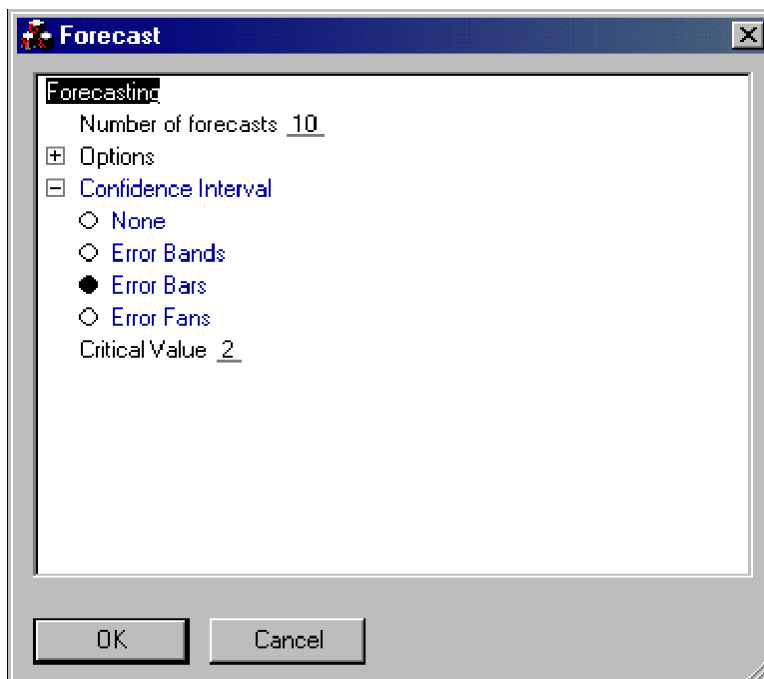 Forecast
Forecasting
Number of forecasts 10
Options
Confidence Interval
None
Error Bands
Error Bars
Error Fans
Critical Value 2
OK Cancel